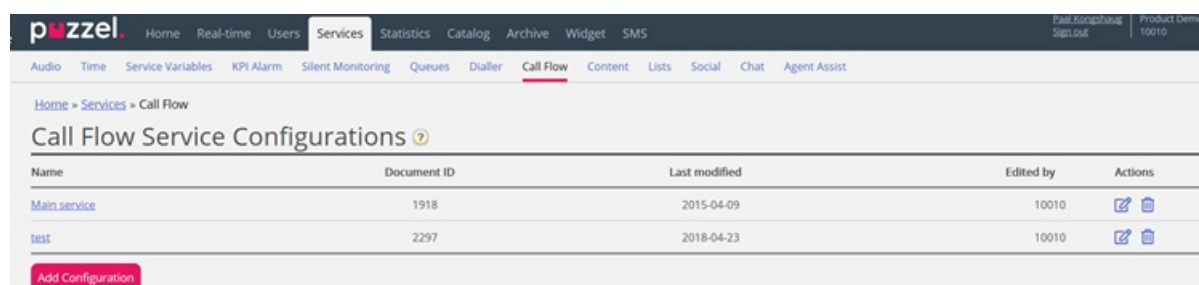 puzzel.
Home Real-time Users Services Statistics Catalog Archive Widget SMS
Paal Kongshaug
Sign out
Product Demo
10010
Audio Time Service Variables KPI Alarm Silent Monitoring Queues Dialler Call Flow Content Lists Social Chat Agent Assist
Home » Services » Call Flow
Call Flow Service Configurations ?
Name Document ID Last modified Edited by Actions
Main service 1918 2015-04-09 10010
test 2297 2018-04-23 10010
Add Configuration